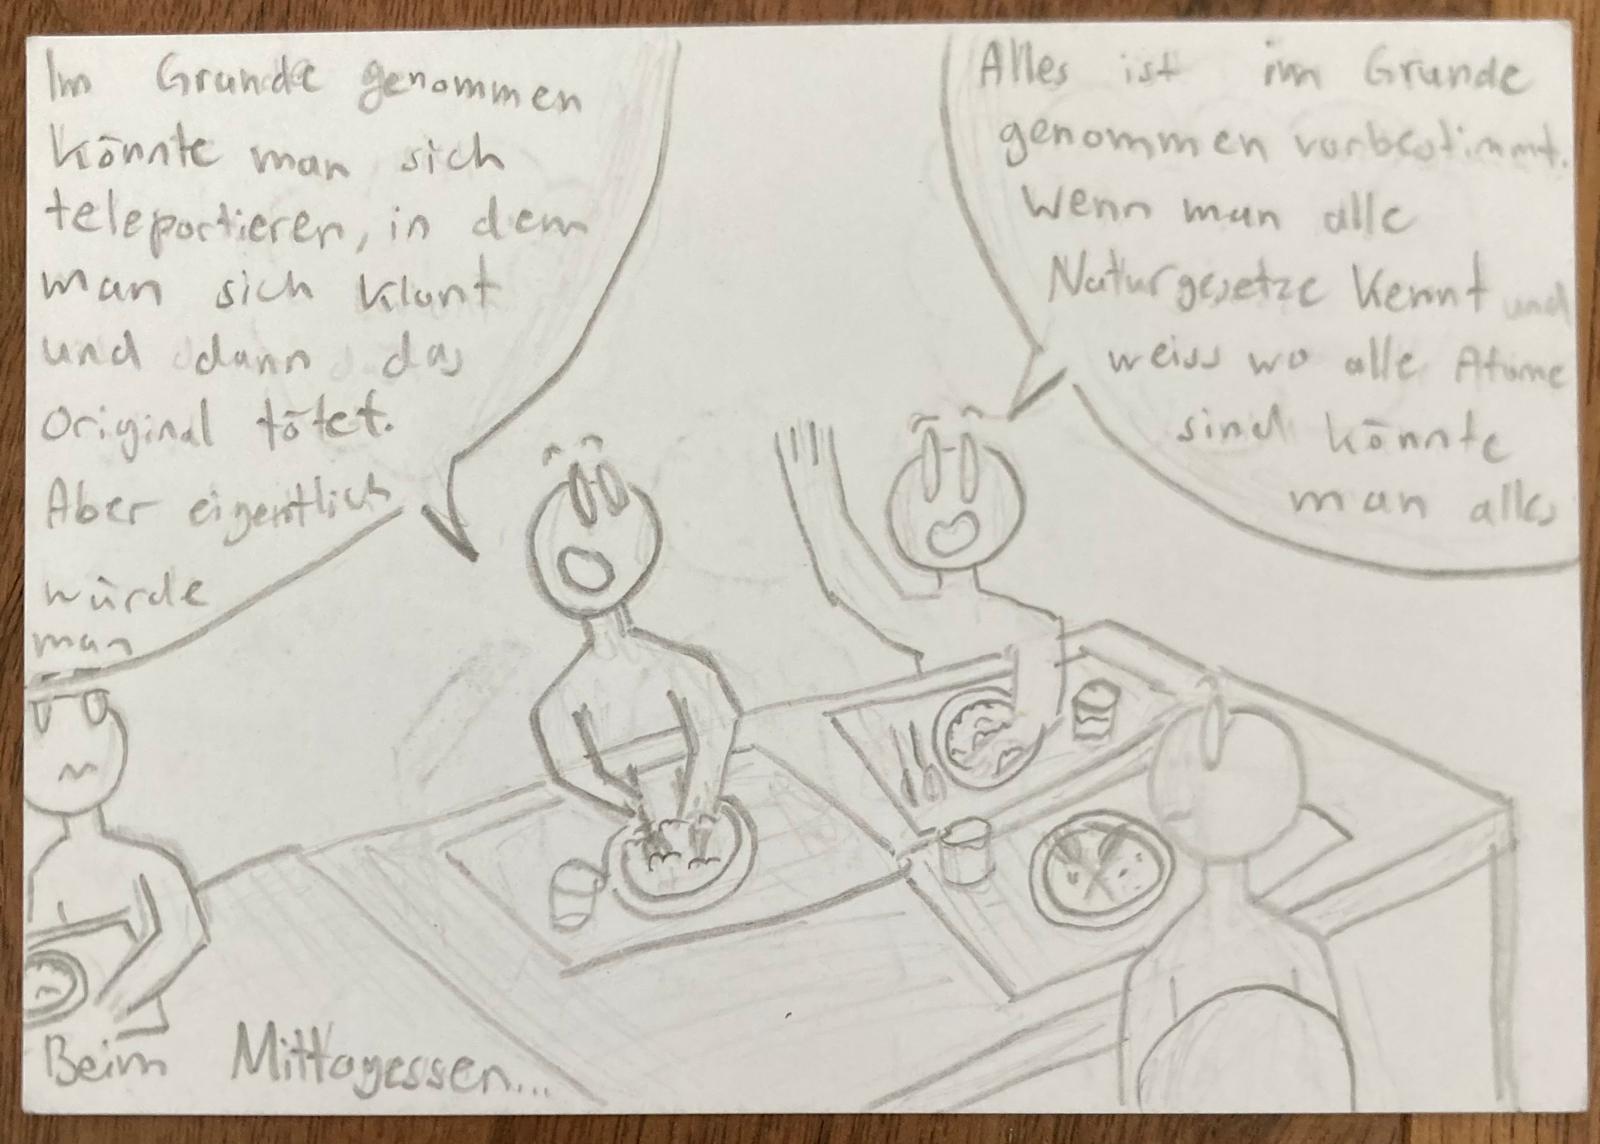 Im Grunde genommen
könnte man sich
teleportieren, in dem
man sich klont
und dann das
Original tötet.
Aber eigentlich
würde
man
Alles ist im Grunde
genommen vorbestimmt.
Wenn man alle
Naturgesetze kennt und
weiss wo alle Atome
sind könnte
man alles
Beim Mittagessen...